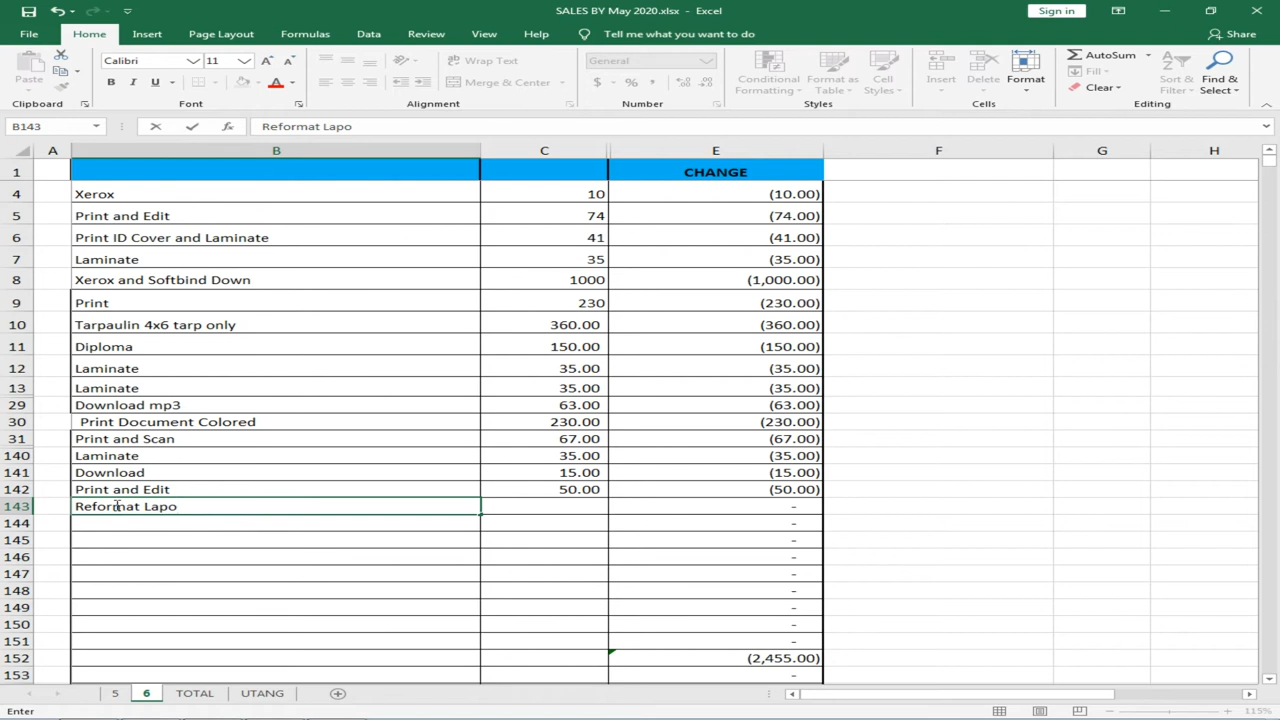 SALES BY May 2020.xlsx - Excel
Sign in
File Home Insert Page Layout Formulas Data Review View Help Tell me what you want to do Share
Calibri 11 Wrap Text General AutoSum
Paste B I U A Merge & Center $ % Conditional Formatting Format as Table Cell Styles Insert Delete Format Fill Clear Sort & Filter Find & Select
Clipboard Font Alignment Number Styles Cells Editing
B143 fx Reformat Lapo
A B C E F G H
1 CHANGE
4 Xerox 10 (10.00)
5 Print and Edit 74 (74.00)
6 Print ID Cover and Laminate 41 (41.00)
7 Laminate 35 (35.00)
8 Xerox and Softbind Down 1000 (1,000.00)
9 Print 230 (230.00)
10 Tarpaulin 4x6 tarp only 360.00 (360.00)
11 Diploma 150.00 (150.00)
12 Laminate 35.00 (35.00)
13 Laminate 35.00 (35.00)
29 Download mp3 63.00 (63.00)
30 Print Document Colored 230.00 (230.00)
31 Print and Scan 67.00 (67.00)
140 Laminate 35.00 (35.00)
141 Download 15.00 (15.00)
142 Print and Edit 50.00 (50.00)
143 Reformat Lapo -
144 -
145 -
146 -
147 -
148 -
149 -
150 -
151 -
152 (2,455.00)
153 -
5 6 TOTAL UTANG
Enter 115%